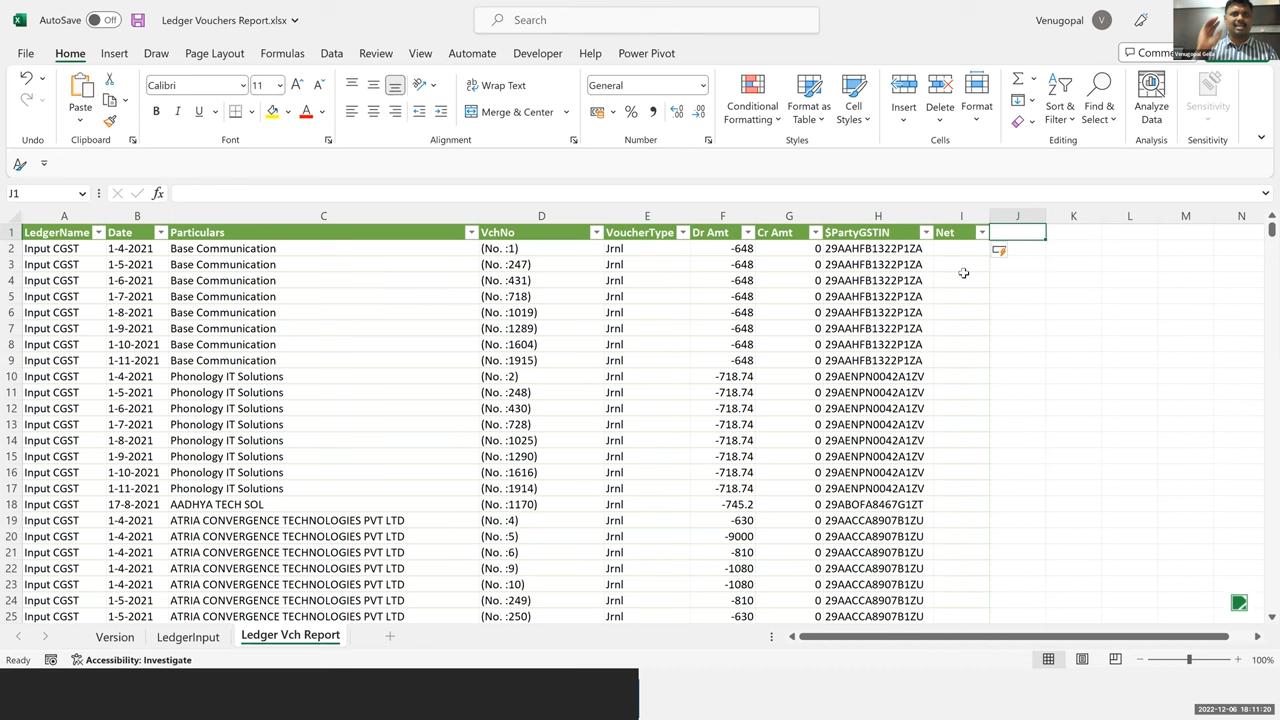 AutoSave Off Ledger Vouchers Report.xlsx Search Venugopal V
Venugopal Gella
File Home Insert Draw Page Layout Formulas Data Review View Automate Developer Help Power Pivot
Paste Calibri 11 A A Wrap Text General Conditional Formatting Format as Table Cell Styles Insert Delete Format Sort & Filter Find & Select Analyze Data Sensitivity
B I U A Merge & Center %
Undo Clipboard Font Alignment Number Styles Cells Editing Analysis Sensitivity
J1 fx
A B C D E F G H I J K L M N
1 LedgerName Date Particulars VchNo VoucherType Dr Amt Cr Amt $PartyGSTIN Net
2 Input CGST 1-4-2021 Base Communication (No. :1) Jrnl -648 0 29AAHFB1322P1ZA
3 Input CGST 1-5-2021 Base Communication (No. :247) Jrnl -648 0 29AAHFB1322P1ZA
4 Input CGST 1-6-2021 Base Communication (No. :431) Jrnl -648 0 29AAHFB1322P1ZA
5 Input CGST 1-7-2021 Base Communication (No. :718) Jrnl -648 0 29AAHFB1322P1ZA
6 Input CGST 1-8-2021 Base Communication (No. :1019) Jrnl -648 0 29AAHFB1322P1ZA
7 Input CGST 1-9-2021 Base Communication (No. :1289) Jrnl -648 0 29AAHFB1322P1ZA
8 Input CGST 1-10-2021 Base Communication (No. :1604) Jrnl -648 0 29AAHFB1322P1ZA
9 Input CGST 1-11-2021 Base Communication (No. :1915) Jrnl -648 0 29AAHFB1322P1ZA
10 Input CGST 1-4-2021 Phonology IT Solutions (No. :2) Jrnl -718.74 0 29AENPN0042A1ZV
11 Input CGST 1-5-2021 Phonology IT Solutions (No. :248) Jrnl -718.74 0 29AENPN0042A1ZV
12 Input CGST 1-6-2021 Phonology IT Solutions (No. :430) Jrnl -718.74 0 29AENPN0042A1ZV
13 Input CGST 1-7-2021 Phonology IT Solutions (No. :728) Jrnl -718.74 0 29AENPN0042A1ZV
14 Input CGST 1-8-2021 Phonology IT Solutions (No. :1025) Jrnl -718.74 0 29AENPN0042A1ZV
15 Input CGST 1-9-2021 Phonology IT Solutions (No. :1290) Jrnl -718.74 0 29AENPN0042A1ZV
16 Input CGST 1-10-2021 Phonology IT Solutions (No. :1616) Jrnl -718.74 0 29AENPN0042A1ZV
17 Input CGST 1-11-2021 Phonology IT Solutions (No. :1914) Jrnl -718.74 0 29AENPN0042A1ZV
18 Input CGST 17-8-2021 AADHYA TECH SOL (No. :1170) Jrnl -745.2 0 29ABOFA8467G1ZT
19 Input CGST 1-4-2021 ATRIA CONVERGENCE TECHNOLOGIES PVT LTD (No. :4) Jrnl -630 0 29AACCA8907B1ZU
20 Input CGST 1-4-2021 ATRIA CONVERGENCE TECHNOLOGIES PVT LTD (No. :5) Jrnl -9000 0 29AACCA8907B1ZU
21 Input CGST 1-4-2021 ATRIA CONVERGENCE TECHNOLOGIES PVT LTD (No. :6) Jrnl -810 0 29AACCA8907B1ZU
22 Input CGST 1-4-2021 ATRIA CONVERGENCE TECHNOLOGIES PVT LTD (No. :9) Jrnl -1080 0 29AACCA8907B1ZU
23 Input CGST 1-4-2021 ATRIA CONVERGENCE TECHNOLOGIES PVT LTD (No. :10) Jrnl -1080 0 29AACCA8907B1ZU
24 Input CGST 1-5-2021 ATRIA CONVERGENCE TECHNOLOGIES PVT LTD (No. :249) Jrnl -810 0 29AACCA8907B1ZU
25 Input CGST 1-5-2021 ATRIA CONVERGENCE TECHNOLOGIES PVT LTD (No. :250) Jrnl -630 0 29AACCA8907B1ZU
Version LedgerInput Ledger Vch Report
Ready Accessibility: Investigate 100%
2022-12-06 18:11:20